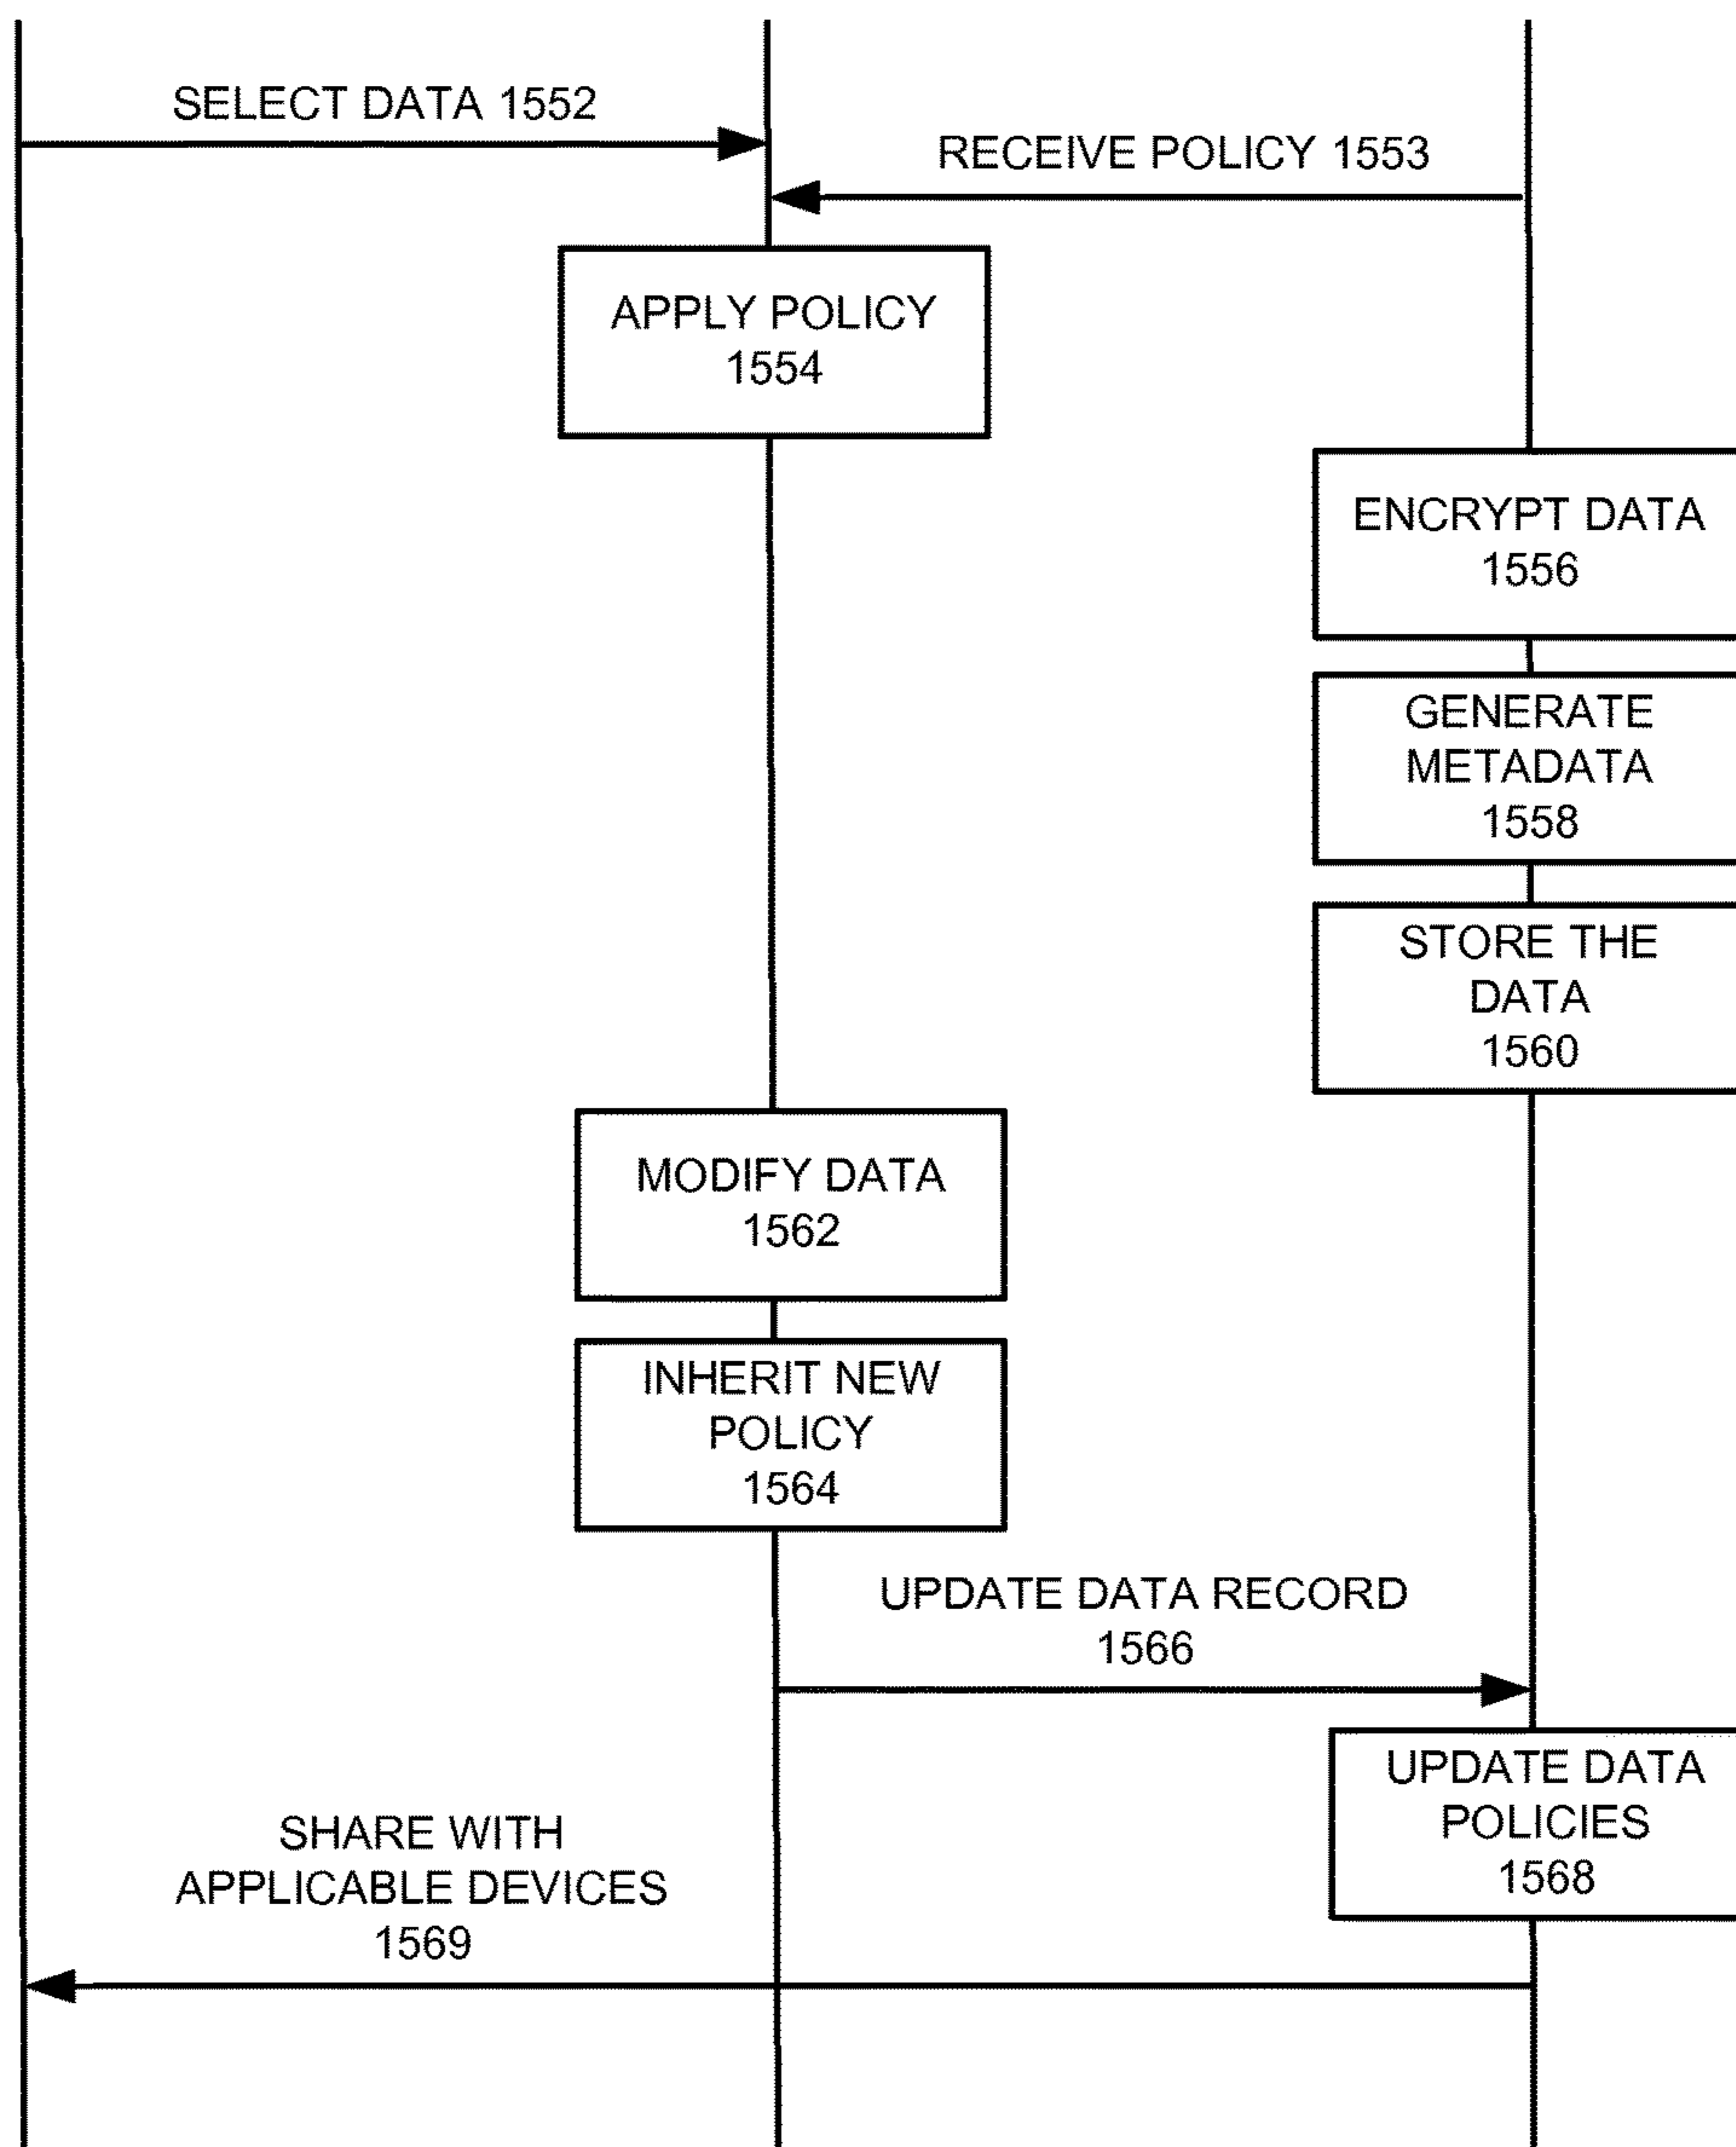 SELECT DATA 1552
RECEIVE POLICY 1553
APPLY POLICY
1554
ENCRYPT DATA
1556
GENERATE
METADATA
1558
STORE THE
DATA
1560
MODIFY DATA
1562
INHERIT NEW
POLICY
1564
UPDATE DATA RECORD
1566
UPDATE DATA
POLICIES
1568
SHARE WITH
APPLICABLE DEVICES
1569